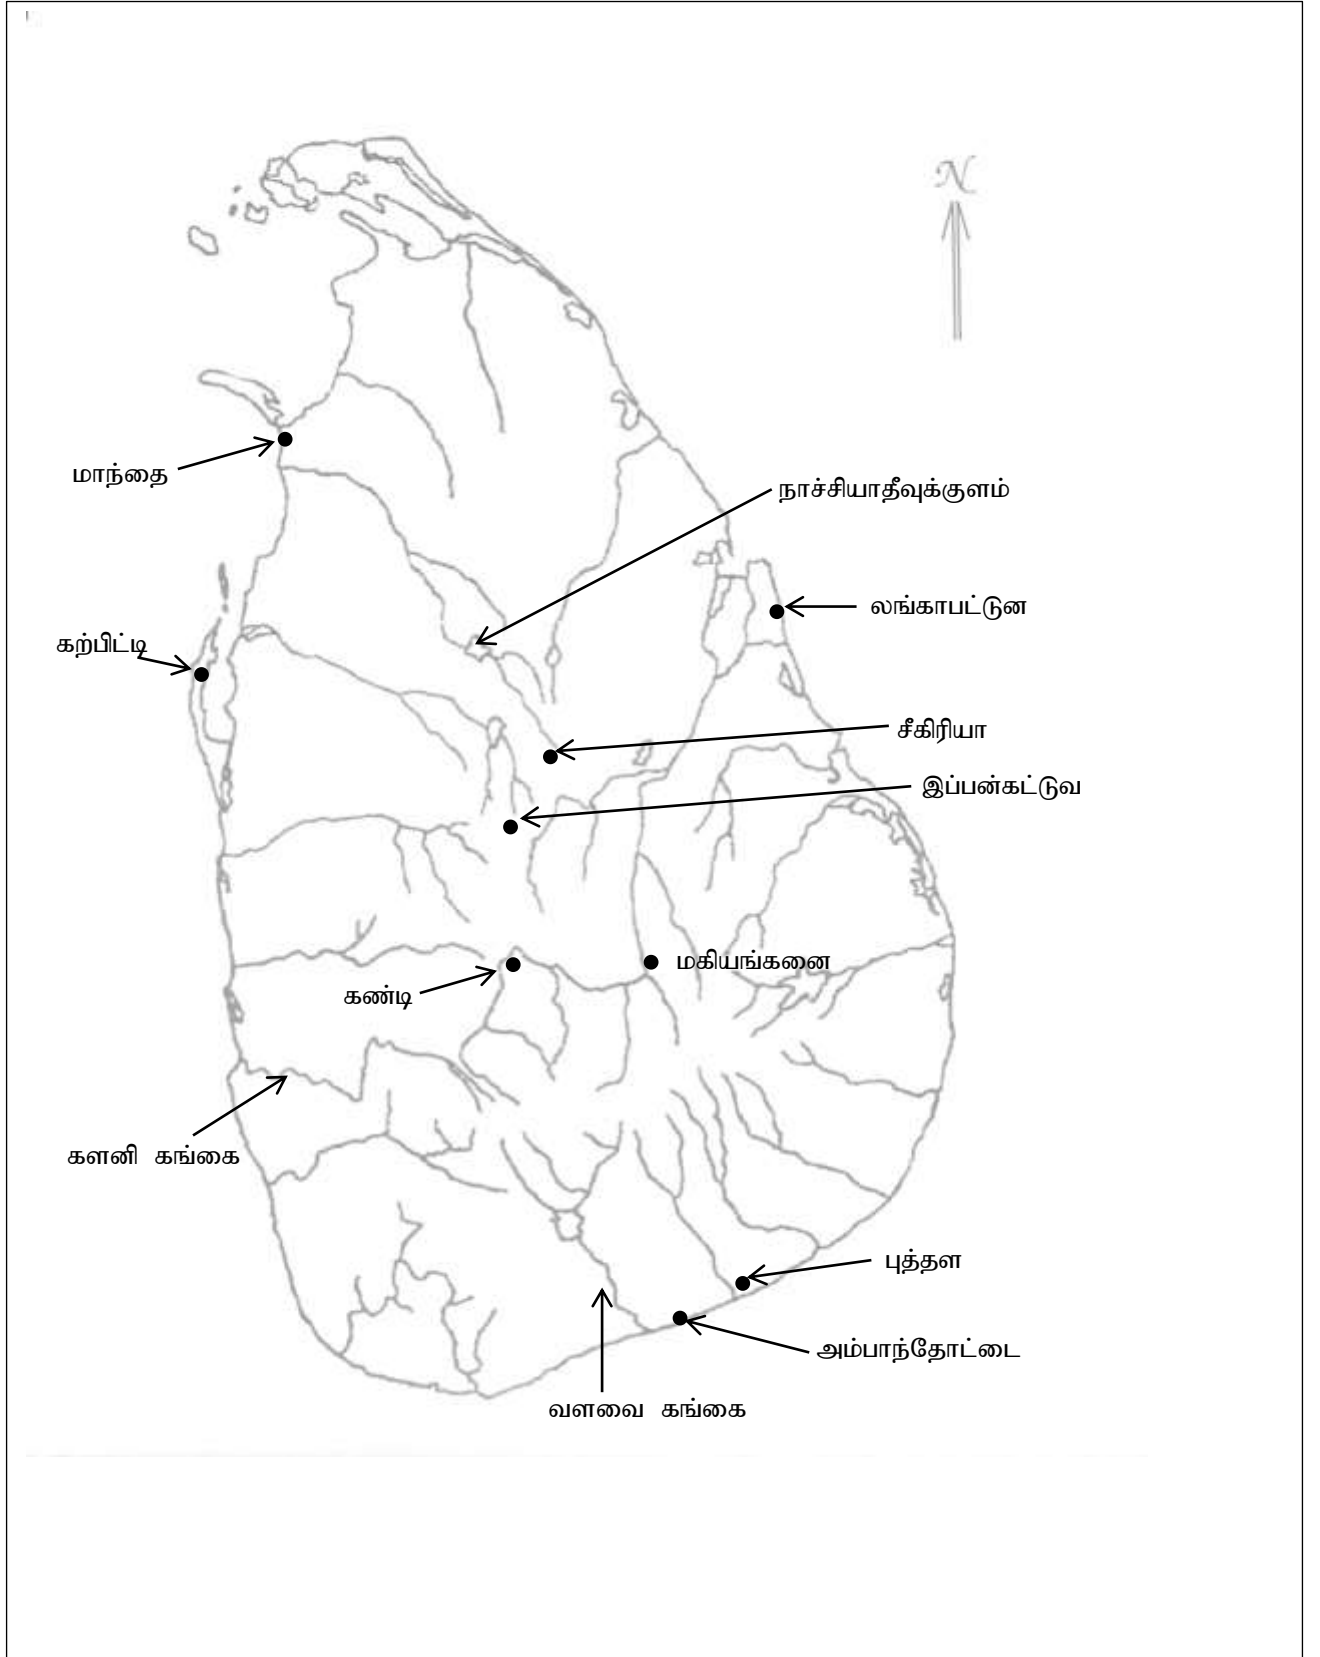 N
மாந்தை
நாச்சியாதீவுக்குளம்
லங்காபட்டுன
கற்பிட்டி
சீகிரியா
இப்பன்கட்டுவ
மகியங்கனை
கண்டி
களனி கங்கை
புத்தள
அம்பாந்தோட்டை
வளவை கங்கை